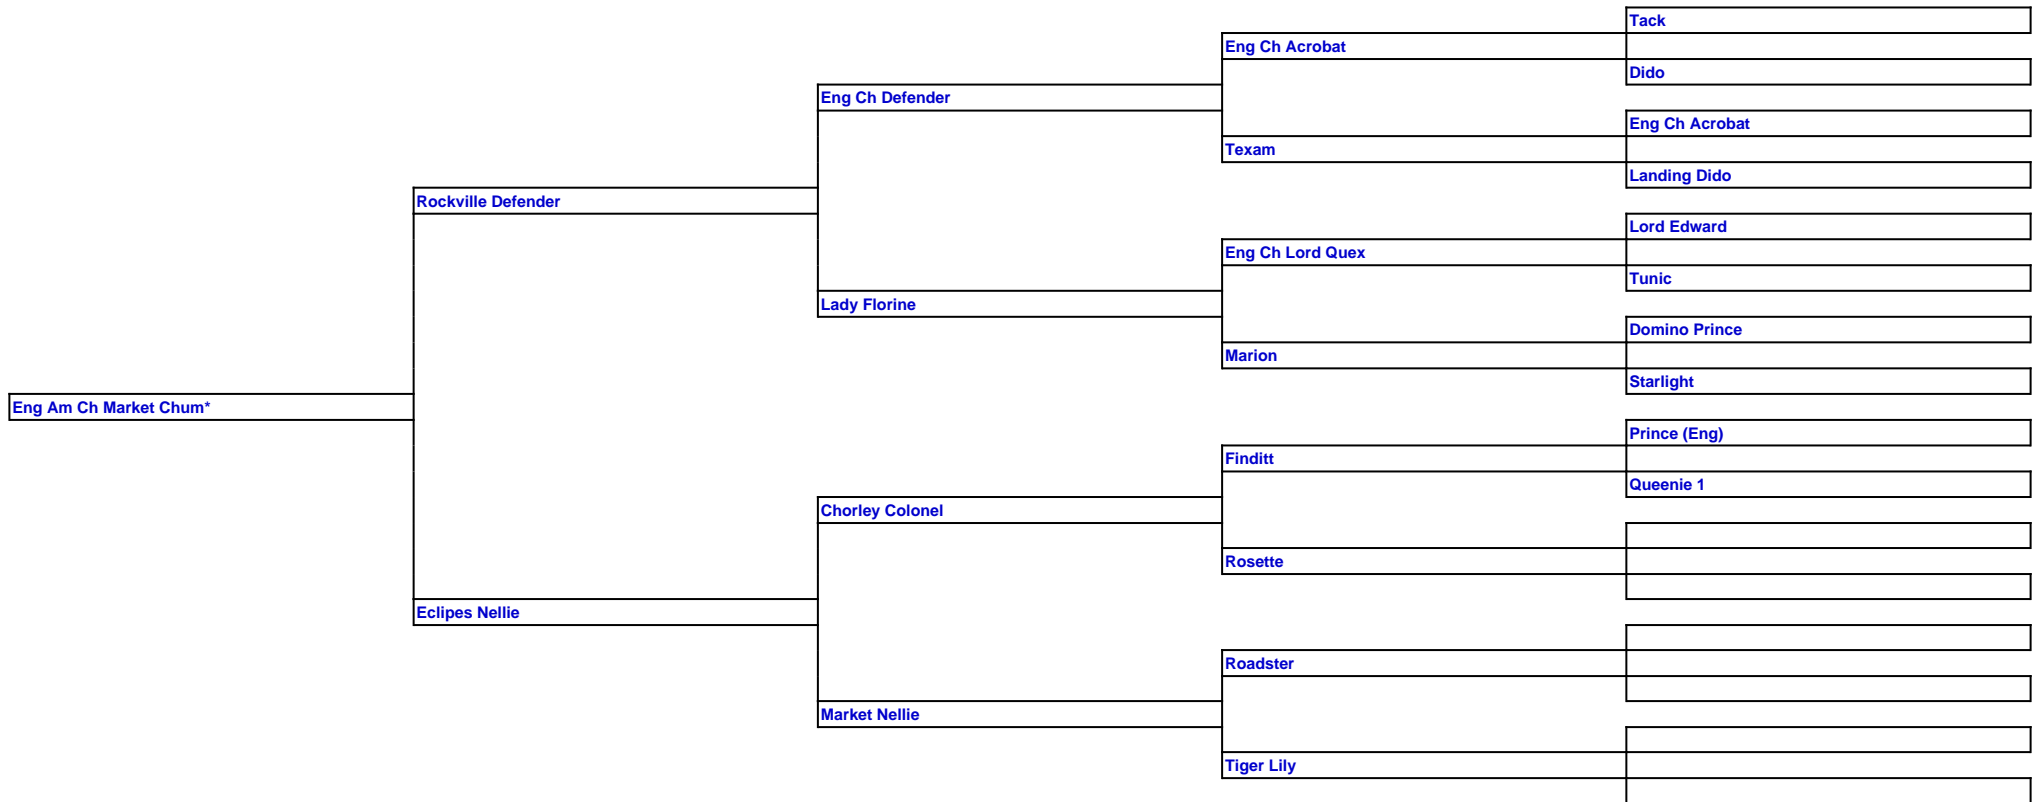 Tack
Eng Ch Acrobat
Dido
Eng Ch Defender
Eng Ch Acrobat
Texam
Landing Dido
Rockville Defender
Lord Edward
Eng Ch Lord Quex
Tunic
Lady Florine
Domino Prince
Marion
Starlight
Eng Am Ch Market Chum*
Prince (Eng)
Finditt
Queenie 1
Chorley Colonel
Rosette
Eclipes Nellie
Roadster
Market Nellie
Tiger Lily